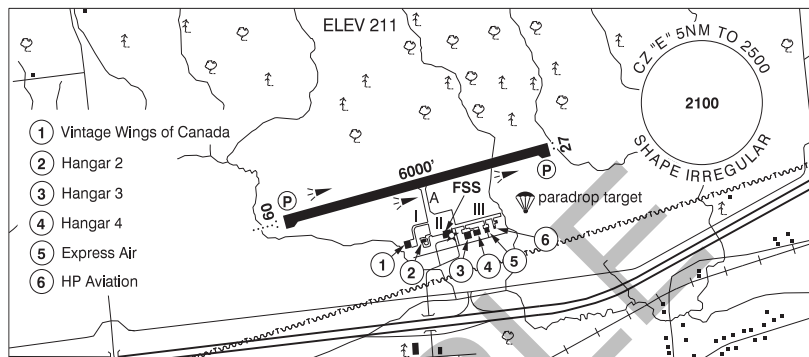 ELEV 211
CZ "E" 5NM TO 2500
2100
SHAPE IRREGULAR
1 Vintage Wings of Canada
2 Hangar 2
3 Hangar 3
4 Hangar 4
5 Express Air
6 HP Aviation
6000'
27
09
P
P
FSS
A
I
II
III
paradrop target
1
2
3
4
5
6